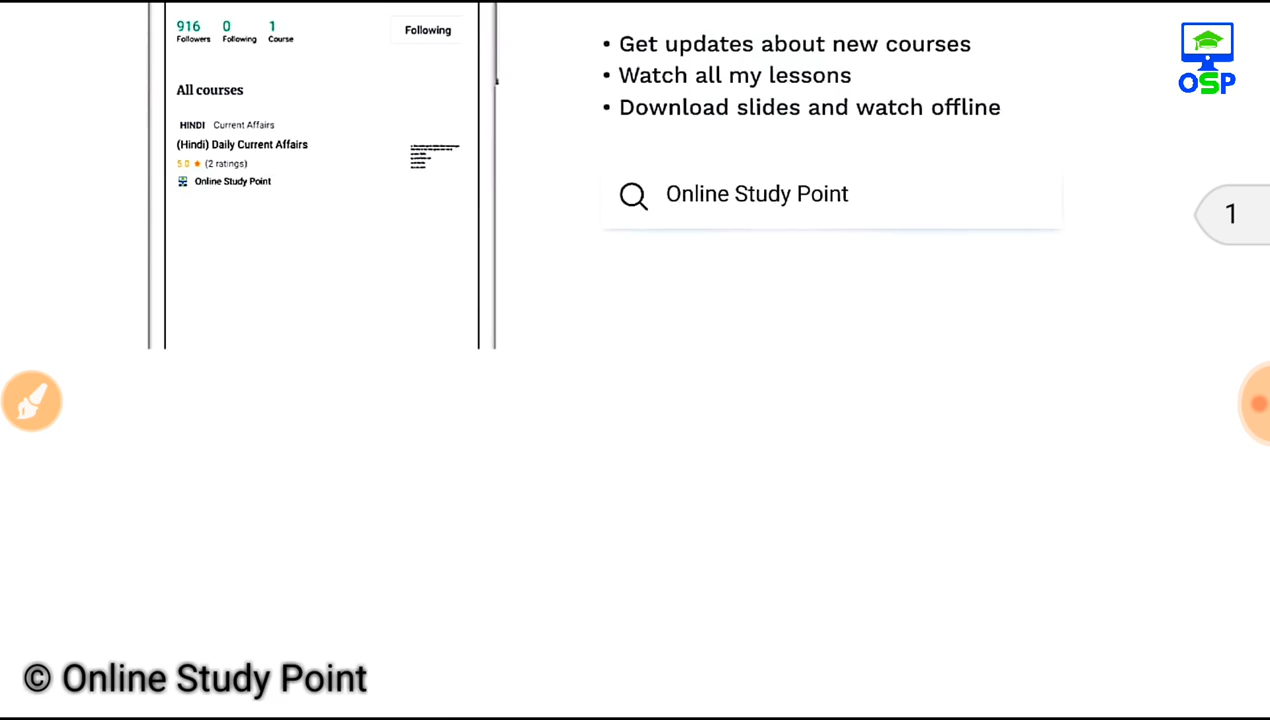 916 0 1
Followers Following Course
Following
All courses
HINDI Current Affairs
(Hindi) Daily Current Affairs
5.0 ★ (2 ratings)
Online Study Point
• Get updates about new courses
• Watch all my lessons
• Download slides and watch offline
Online Study Point
OSP
1
© Online Study Point